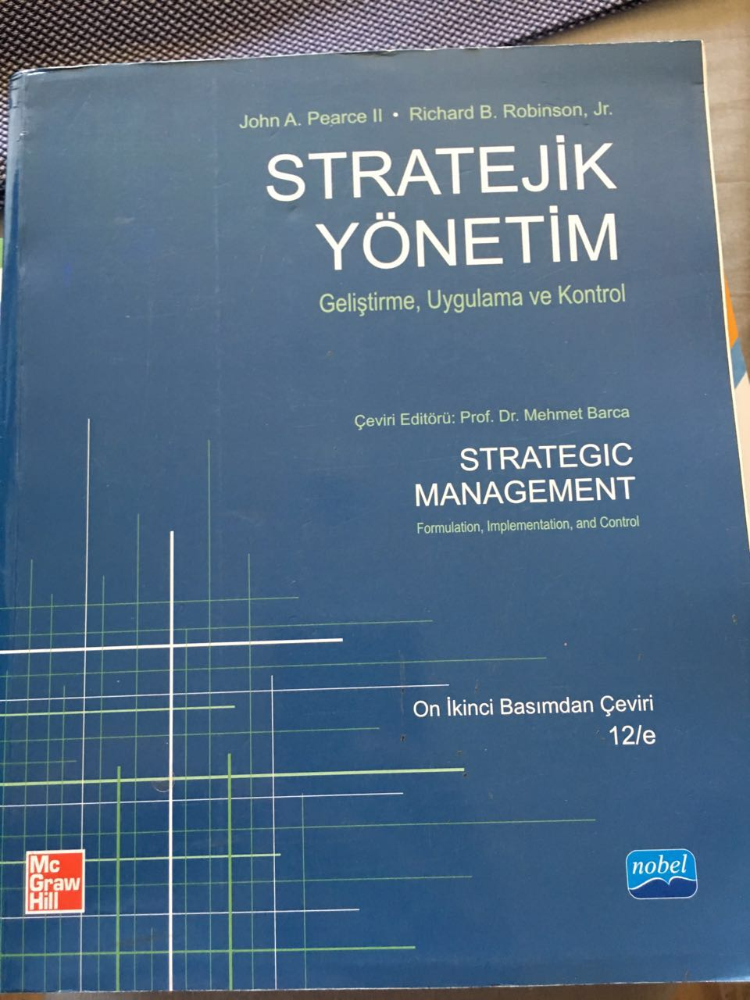 John A. Pearce II • Richard B. Robinson, Jr.
STRATEJİK
YÖNETİM
Geliştirme, Uygulama ve Kontrol
Çeviri Editörü: Prof. Dr. Mehmet Barca
STRATEGIC
MANAGEMENT
Formulation, Implementation, and Control
On İkinci Basımdan Çeviri
12/e
Mc
Graw
Hill
nobel